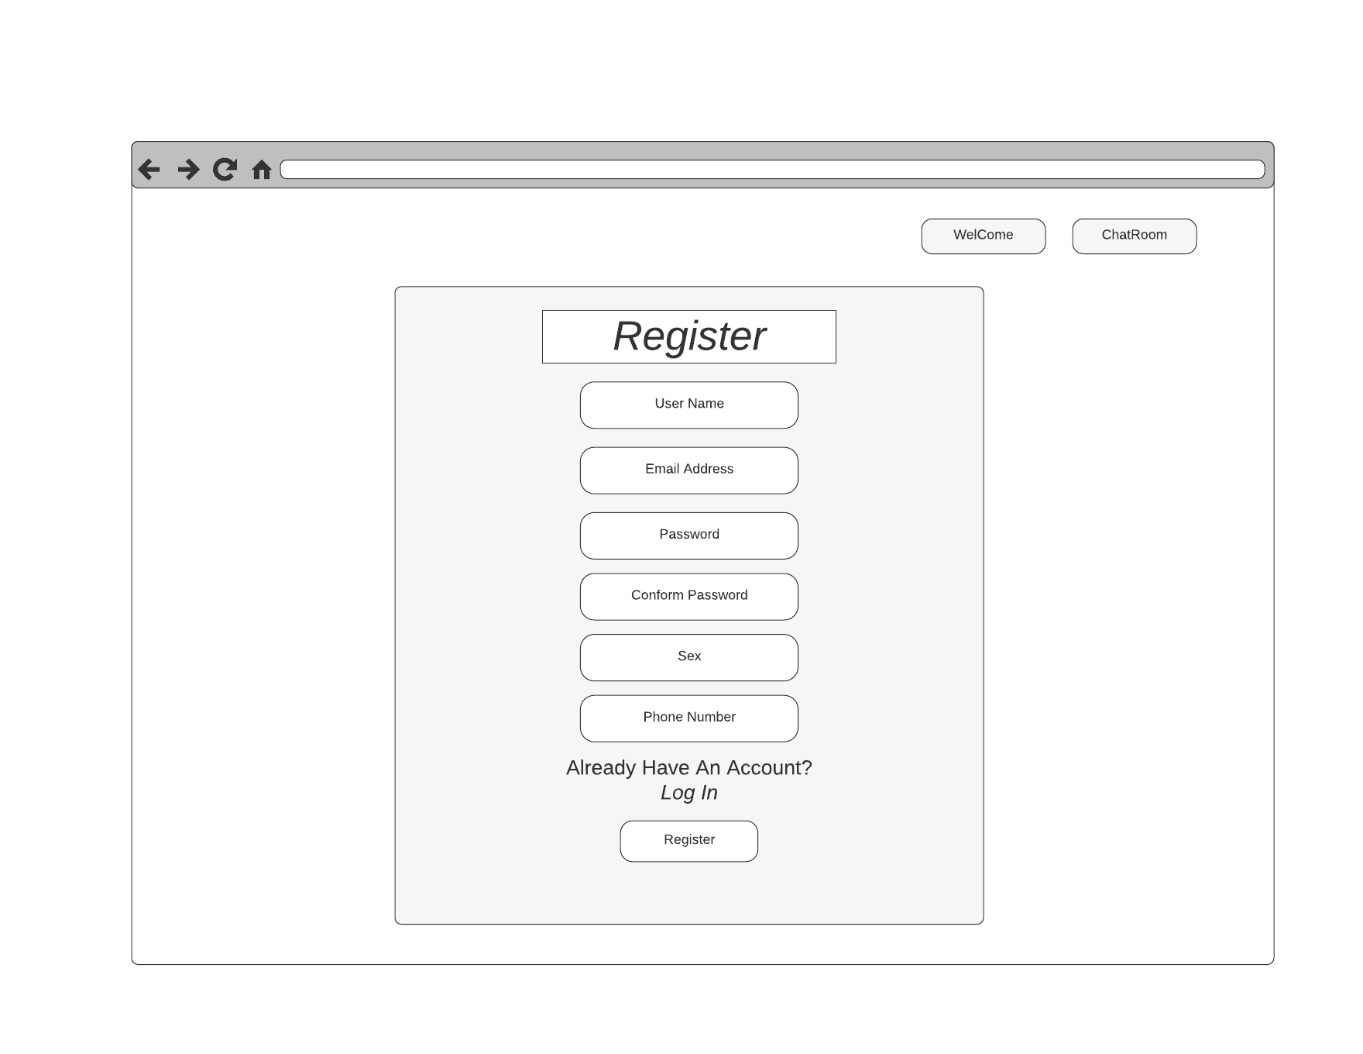 WelCome
ChatRoom
Register
User Name
Email Address
Password
Conform Password
Sex
Phone Number
Already Have An Account?
Log In
Register